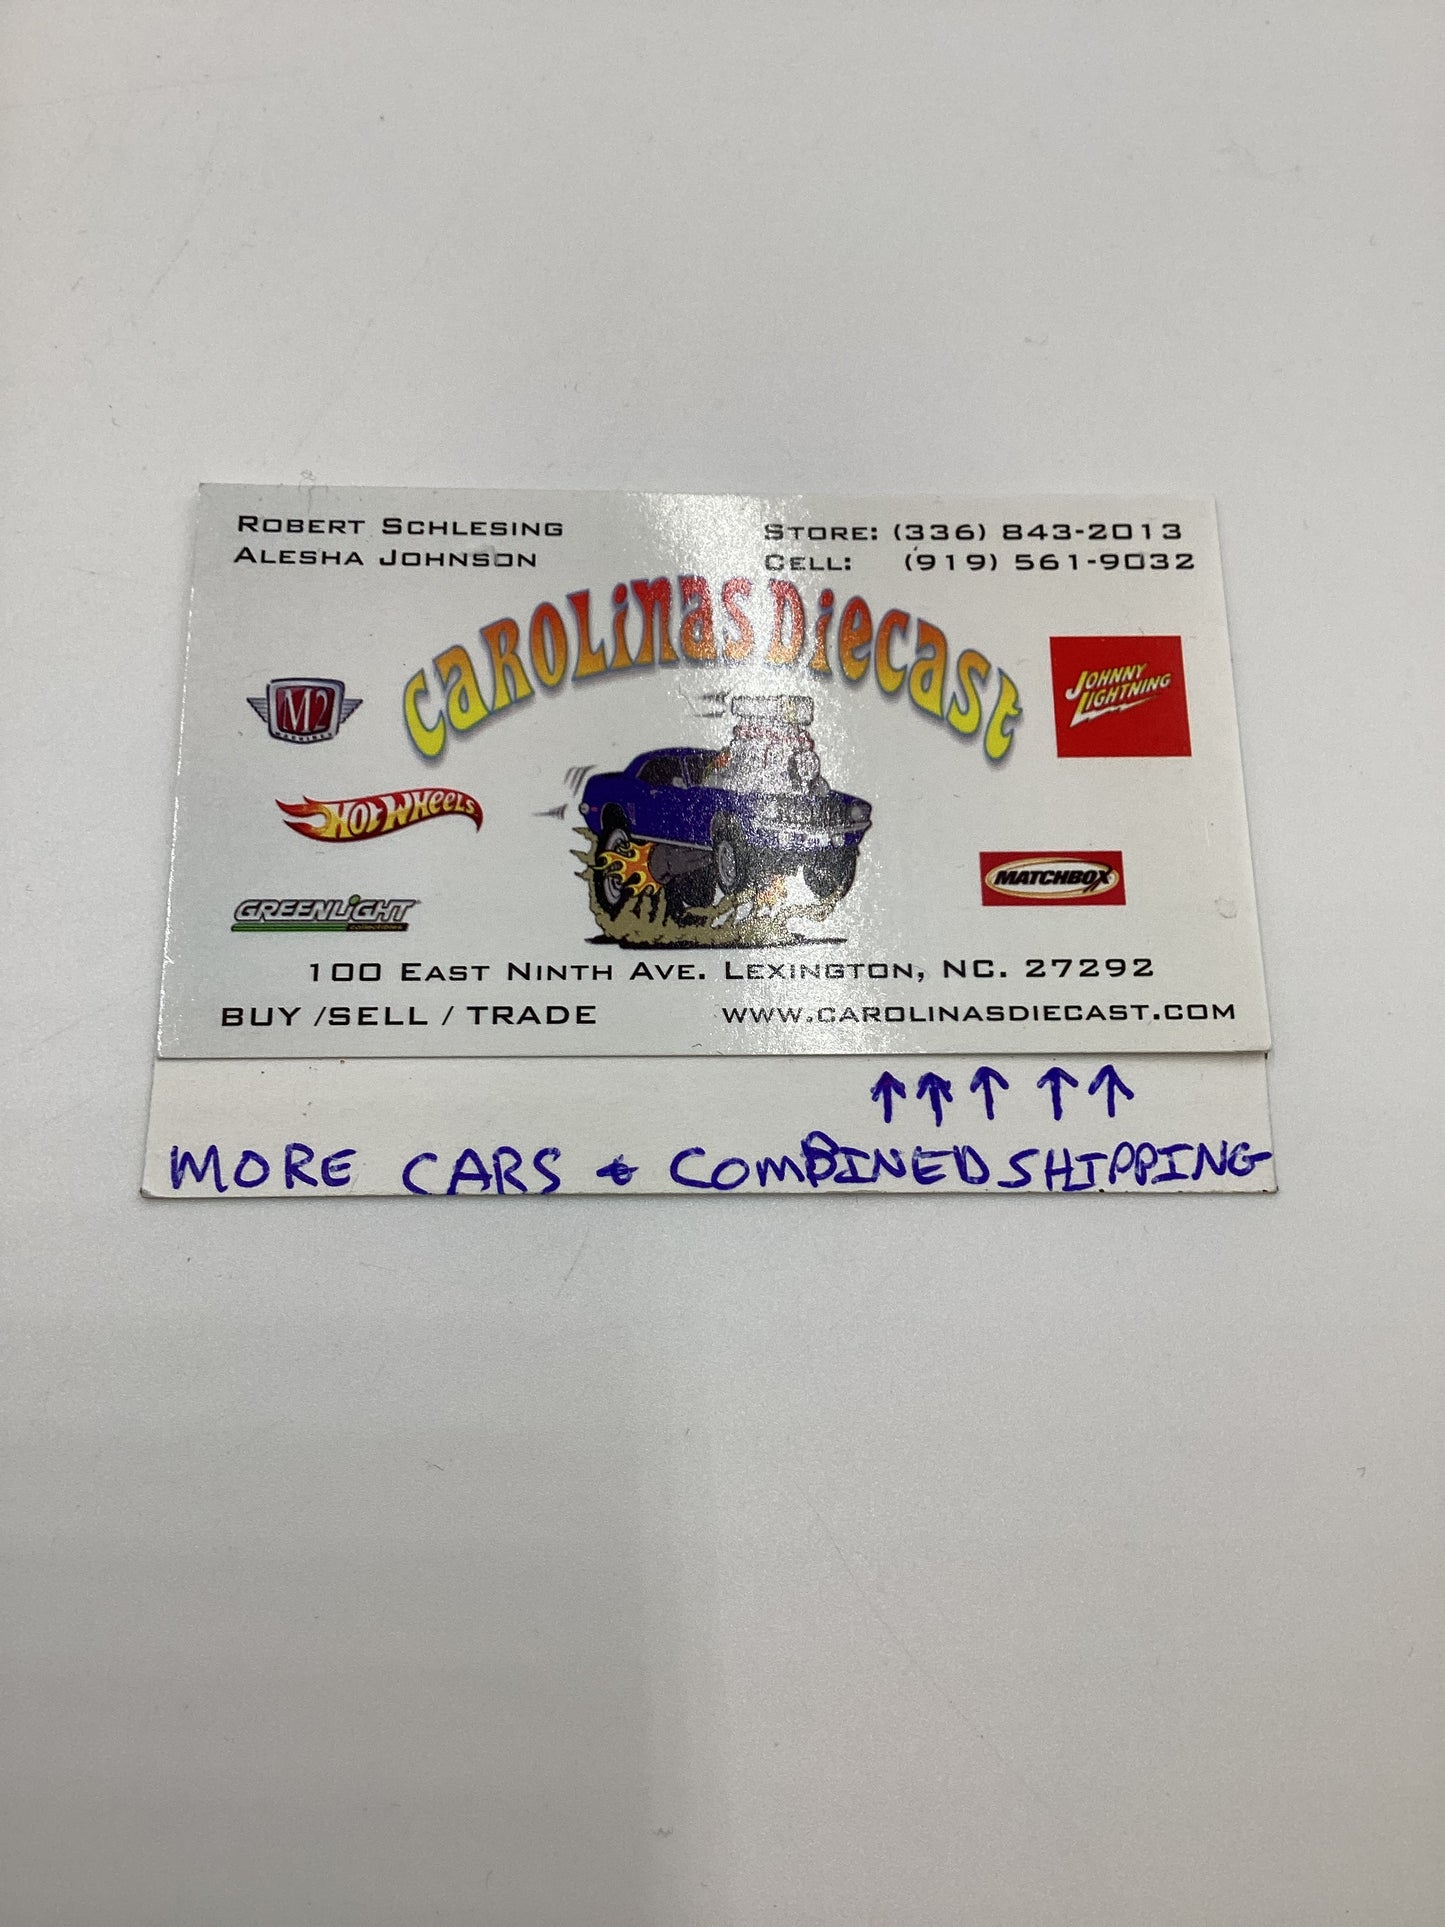 ROBERT SCHLESING
ALESHA JOHNSON
STORE: (336) 843-2013
CELL: (919) 561-9032
CAROLINAS DIECAST
M2
MACHINES
HOT WHEELS
GREENLIGHT
collectibles
JOHNNY
LIGHTNING
MATCHBOX
100 EAST NINTH AVE. LEXINGTON, NC. 27292
BUY /SELL / TRADE
WWW.CAROLINASDIECAST.COM
↑ ↑ ↑ ↑ ↑
MORE CARS & COMBINED SHIPPING